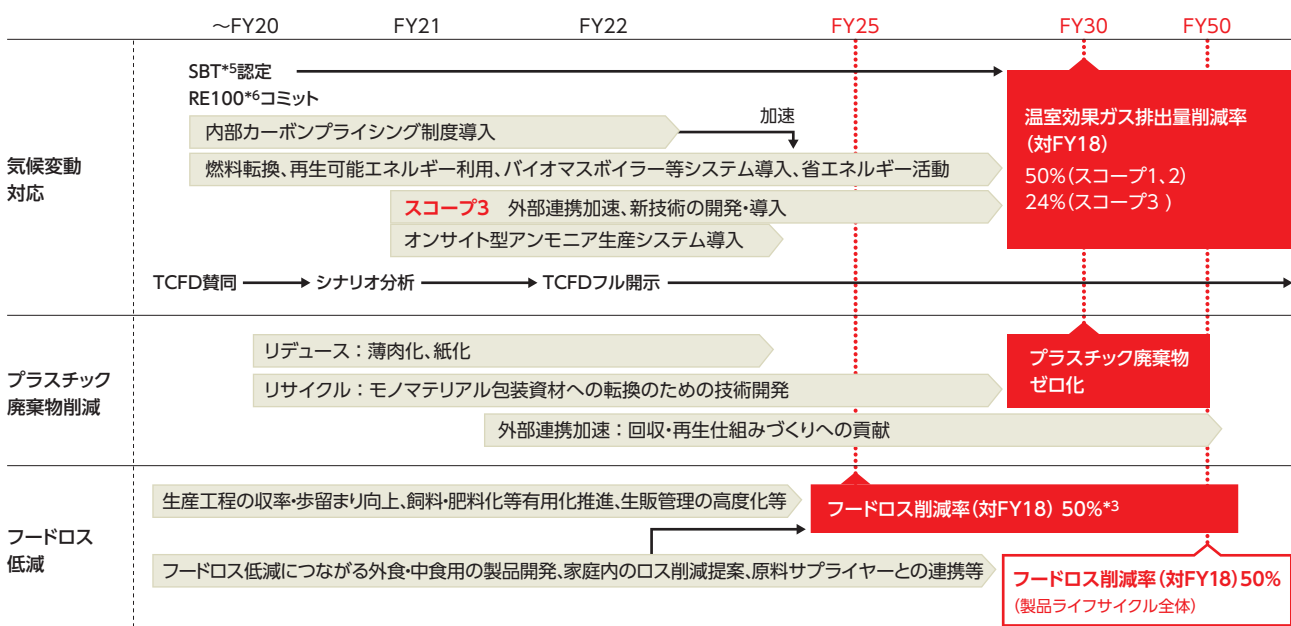 ～FY20 FY21 FY22 FY25 FY30 FY50
気候変動
対応
SBT*5認定
RE100*6コミット
内部カーボンプライシング制度導入
加速
燃料転換、再生可能エネルギー利用、バイオマスボイラー等システム導入、省エネルギー活動
スコープ3 外部連携加速、新技術の開発・導入
オンサイト型アンモニア生産システム導入
TCFD賛同 シナリオ分析 TCFDフル開示
温室効果ガス排出量削減率
(対FY18)
50%(スコープ1、2)
24%(スコープ3 )
プラスチック
廃棄物削減
リデュース：薄肉化、紙化
リサイクル：モノマテリアル包装資材への転換のための技術開発
外部連携加速：回収・再生仕組みづくりへの貢献
プラスチック廃棄物
ゼロ化
フードロス
低減
生産工程の収率・歩留まり向上、飼料・肥料化等有用化推進、生販管理の高度化等
フードロス削減率(対FY18) 50%*3
フードロス低減につながる外食・中食用の製品開発、家庭内のロス削減提案、原料サプライヤーとの連携等
フードロス削減率(対FY18)50%
(製品ライフサイクル全体)